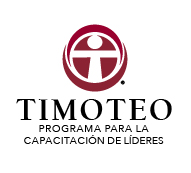 TIMOTEO
PROGRAMA PARA LA
CAPACITACIÓN DE LÍDERES